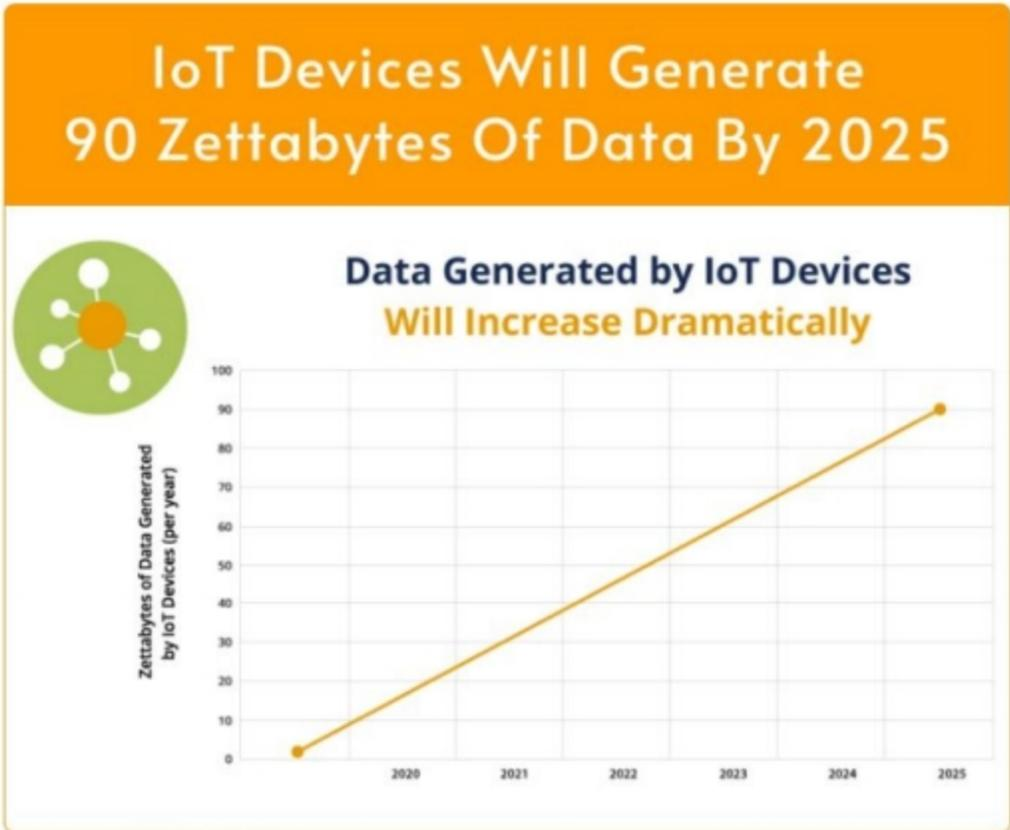 IoT Devices Will Generate
90 Zettabytes Of Data By 2025
Data Generated by IoT Devices
Will Increase Dramatically
Zettabytes of Data Generated
by IoT Devices (per year)
100
90
80
70
60
50
40
30
20
10
0
2020 2021 2022 2023 2024 2025